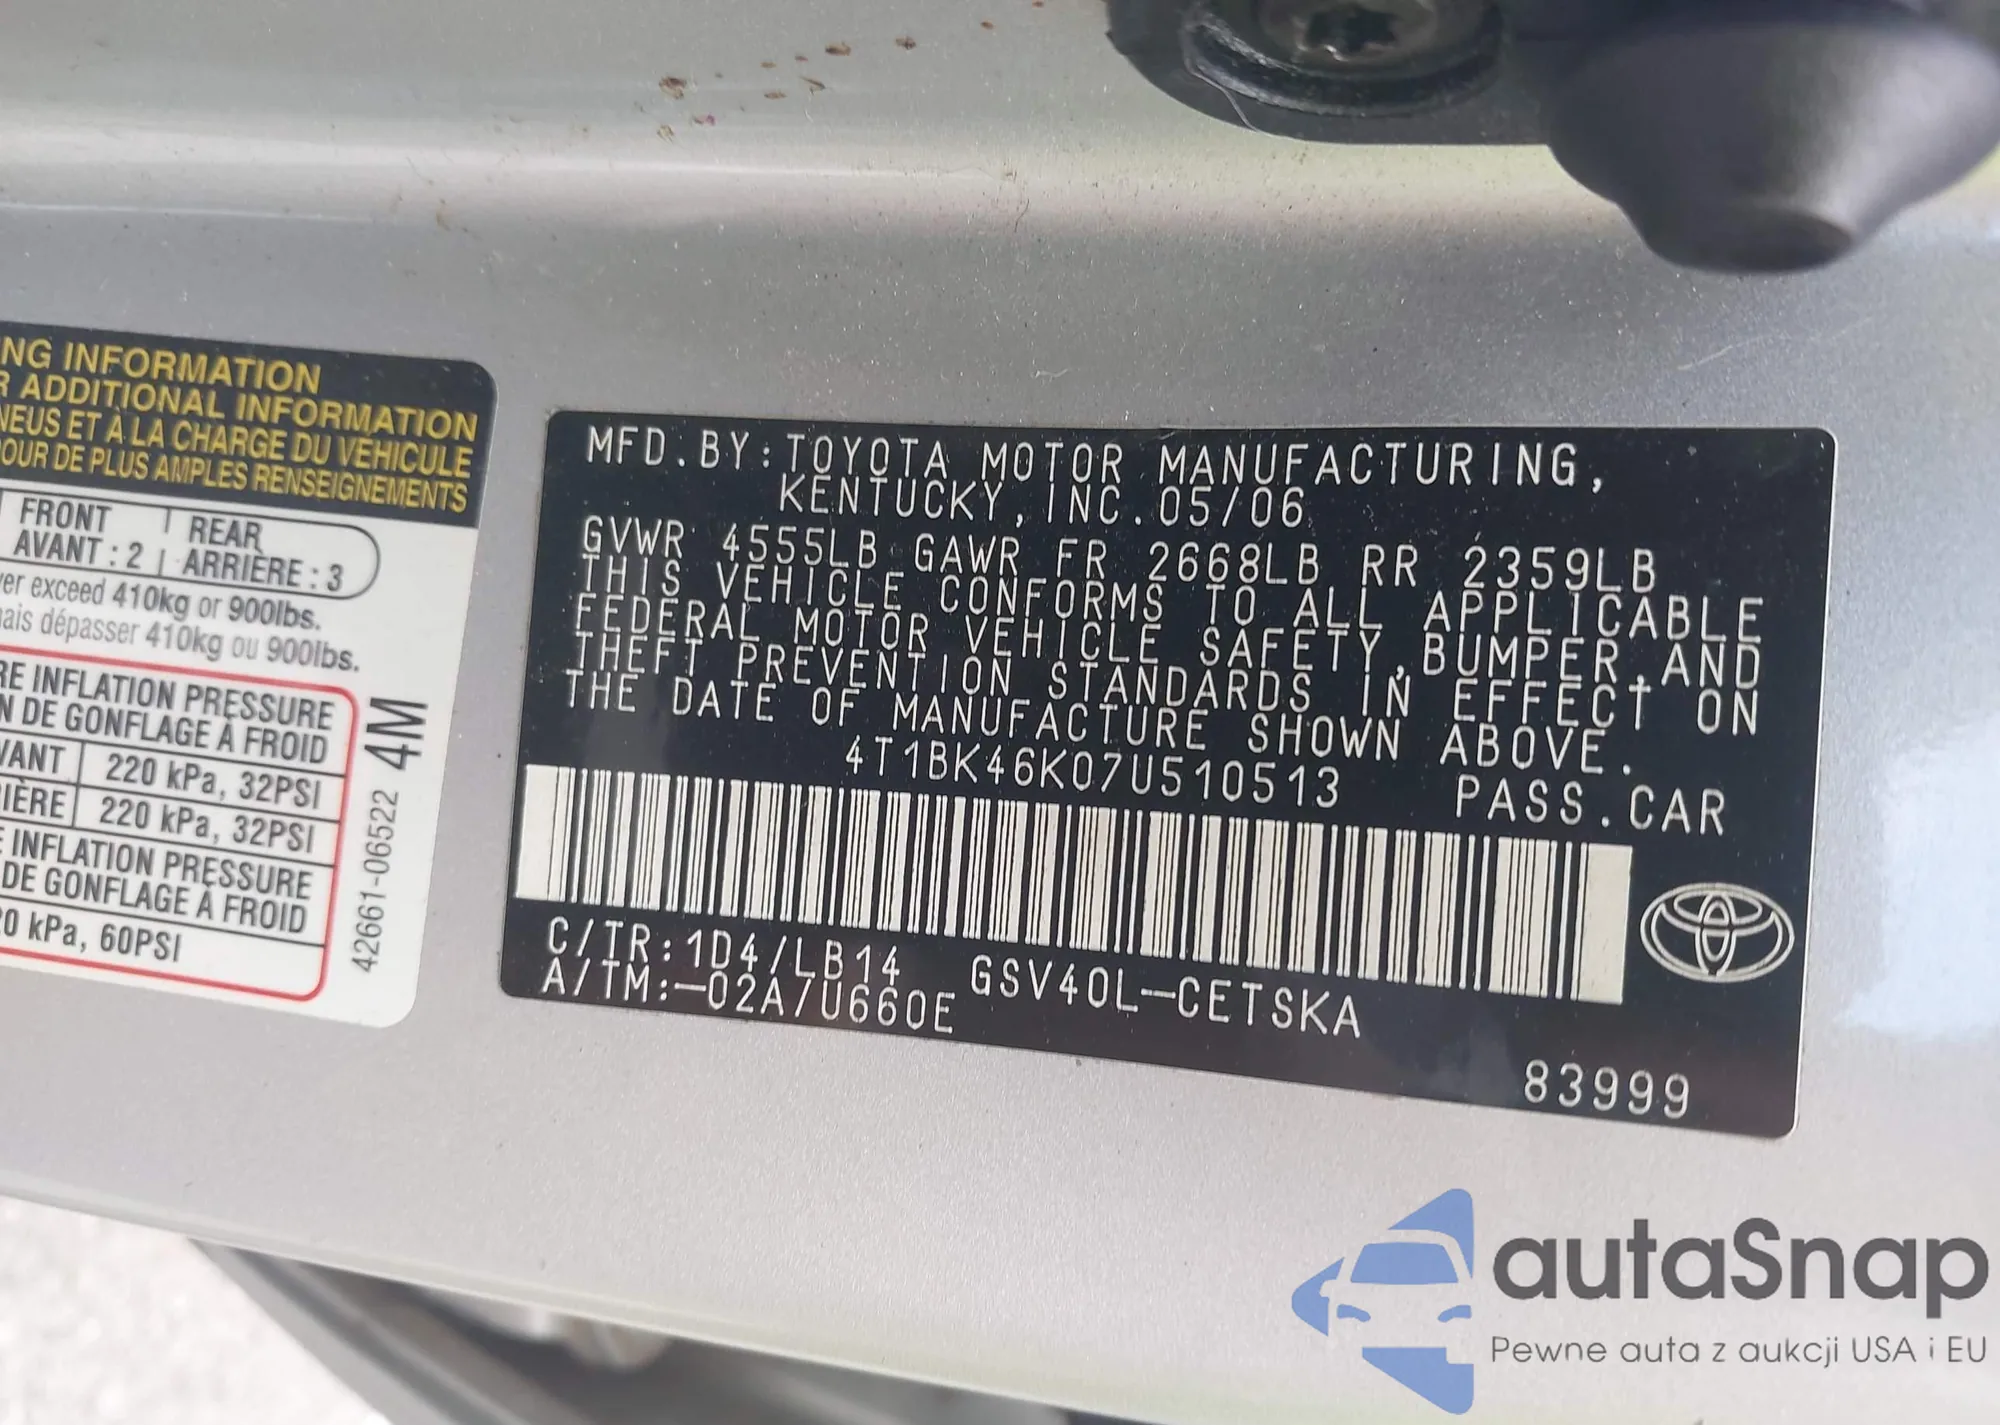 NG INFORMATION
R ADDITIONAL INFORMATION
NEUS ET À LA CHARGE DU VÉHICULE
POUR DE PLUS AMPLES RENSEIGNEMENTS
FRONT REAR
AVANT : 2 ARRIÈRE : 3
ver exceed 410kg or 900lbs.
mais dépasser 410kg ou 900lbs.
RE INFLATION PRESSURE
N DE GONFLAGE À FROID
VANT 220 kPa, 32PSI
IÈRE 220 kPa, 32PSI
E INFLATION PRESSURE
DE GONFLAGE À FROID
20 kPa, 60PSI
42661-06522 4M
MFD.BY:TOYOTA MOTOR MANUFACTURING,
KENTUCKY,INC.05/06
GVWR 4555LB GAWR FR 2668LB RR 2359LB
THIS VEHICLE CONFORMS TO ALL APPLICABLE
FEDERAL MOTOR VEHICLE SAFETY,BUMPER,AND
THEFT PREVENTION STANDARDS IN EFFECT ON
THE DATE OF MANUFACTURE SHOWN ABOVE.
4T1BK46K07U510513 PASS.CAR
C/TR:1D4/LB14 GSV40L-CETSKA
A/TM:-02A/U660E
83999
autaSnap
Pewne auta z aukcji USA i EU